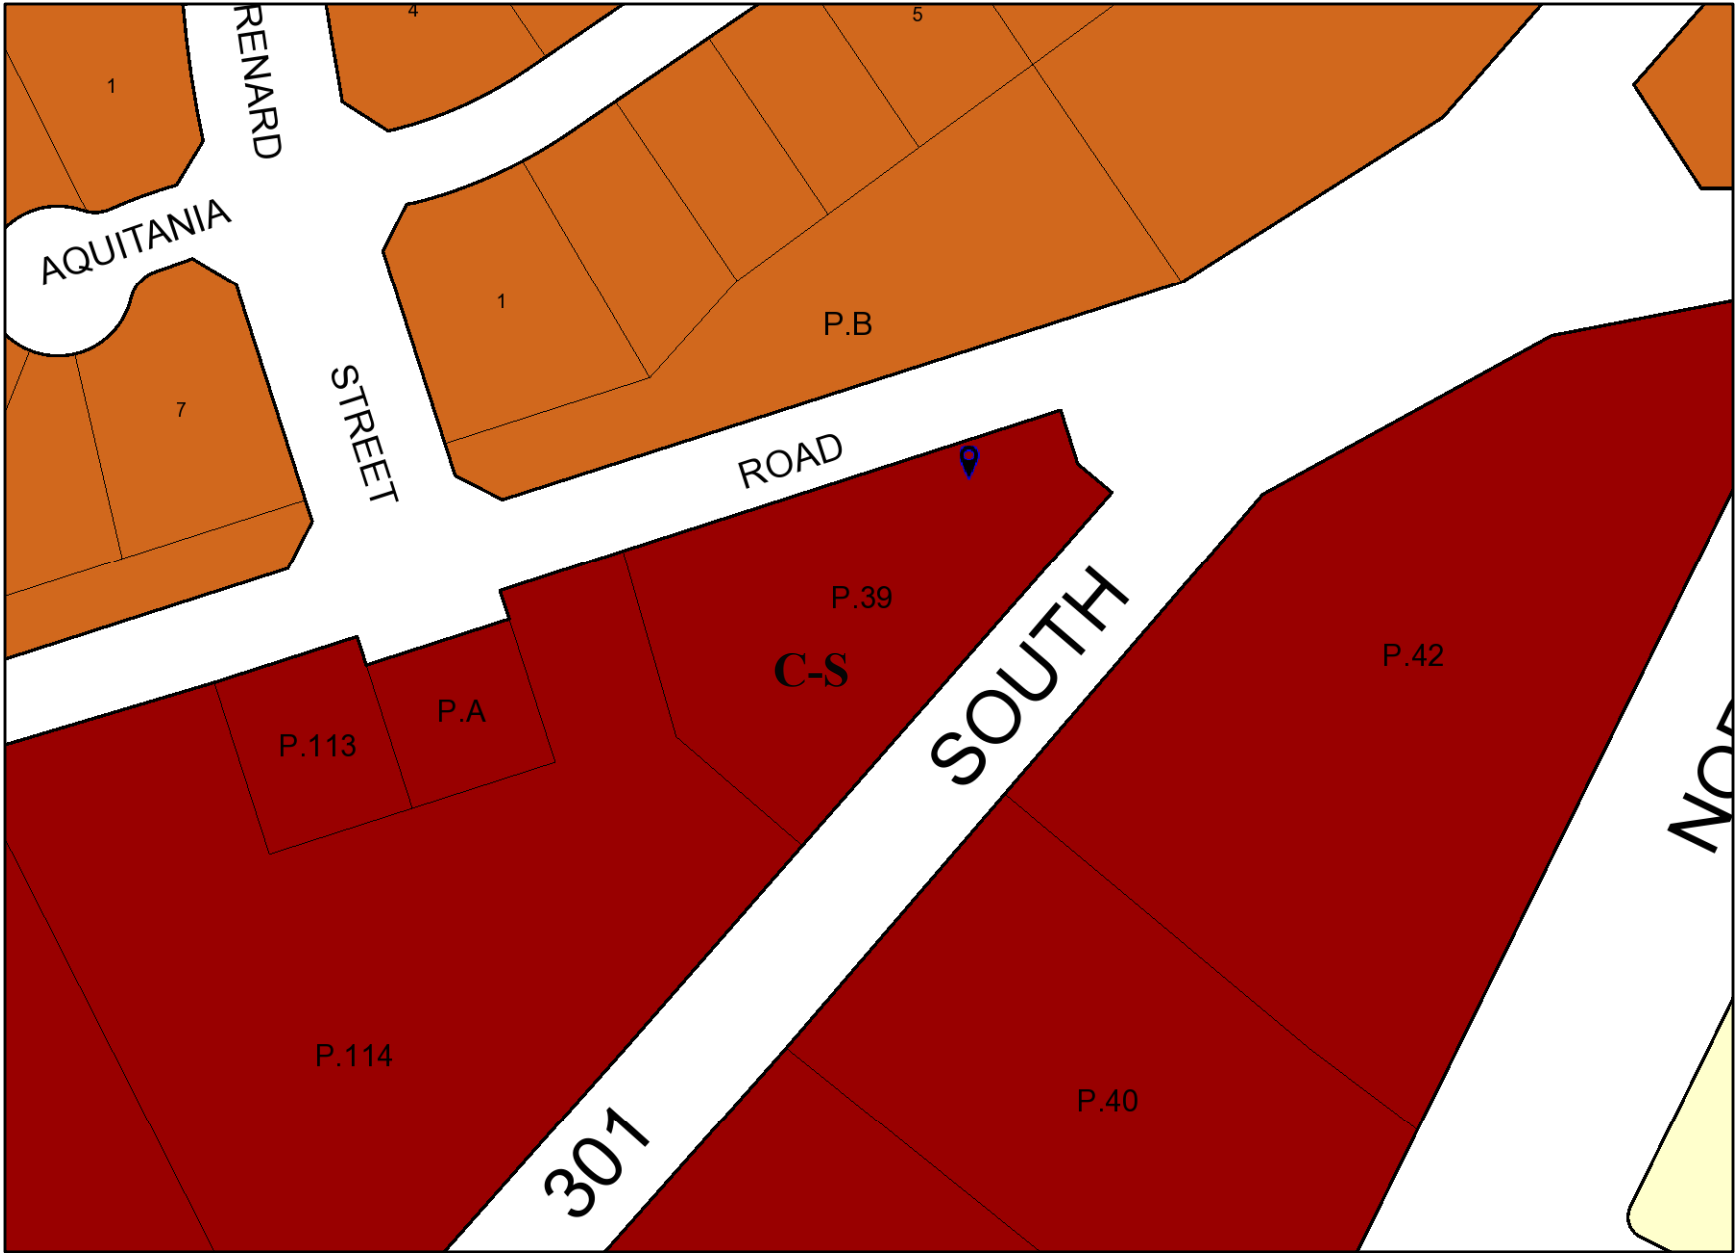 4
5
1
RENARD
AQUITANIA
1
P.B
7
STREET
ROAD
P.39
C-S
SOUTH
P.42
P.A
P.113
P.114
P.40
301